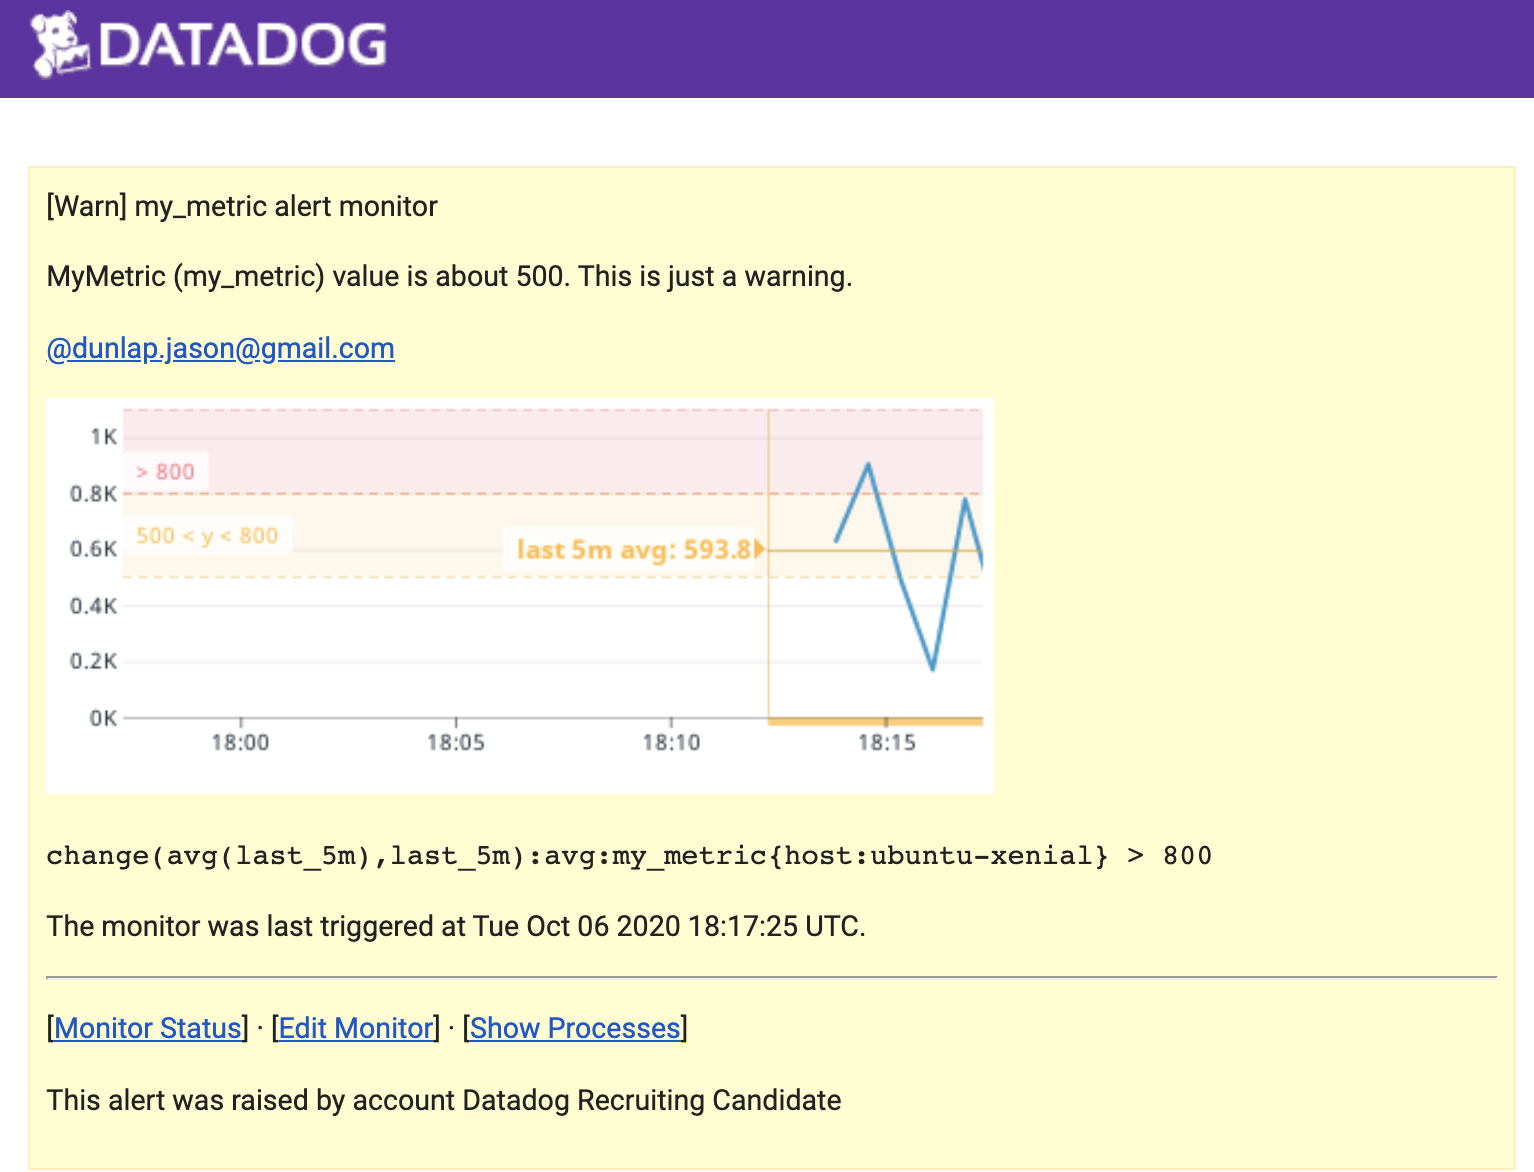 DATADOG
[Warn] my_metric alert monitor
MyMetric (my_metric) value is about 500. This is just a warning.
@dunlap.jason@gmail.com
1K
> 800
0.8K
500 < y < 800
0.6K
last 5m avg: 593.8
0.4K
0.2K
0K
18:00 18:05 18:10 18:15
change(avg(last_5m),last_5m):avg:my_metric{host:ubuntu-xenial} > 800
The monitor was last triggered at Tue Oct 06 2020 18:17:25 UTC.
[Monitor Status] · [Edit Monitor] · [Show Processes]
This alert was raised by account Datadog Recruiting Candidate